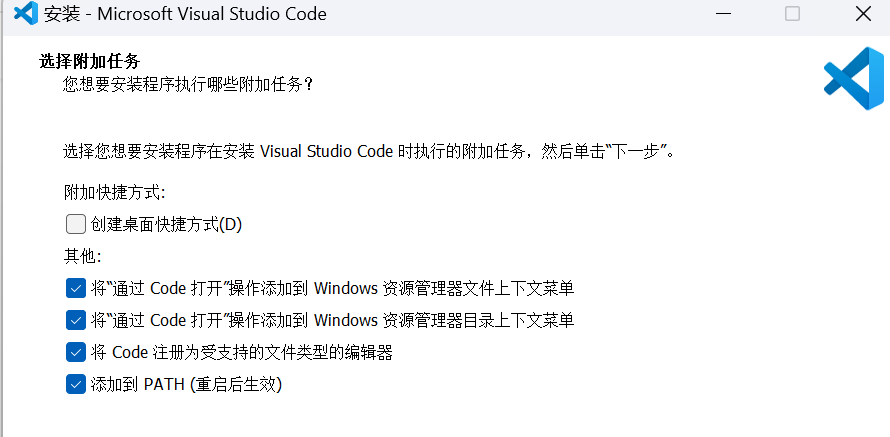 安装 - Microsoft Visual Studio Code
选择附加任务
您想要安装程序执行哪些附加任务？
选择您想要安装程序在安装 Visual Studio Code 时执行的附加任务，然后单击“下一步”。
附加快捷方式:
创建桌面快捷方式(D)
其他:
将“通过 Code 打开”操作添加到 Windows 资源管理器文件上下文菜单
将“通过 Code 打开”操作添加到 Windows 资源管理器目录上下文菜单
将 Code 注册为受支持的文件类型的编辑器
添加到 PATH (重启后生效)